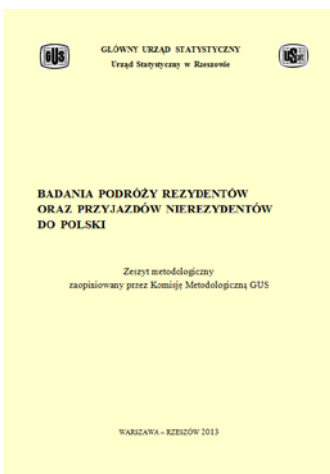 GUS
GŁÓWNY URZĄD STATYSTYCZNY
Urząd Statystyczny w Rzeszowie
BADANIA PODRÓŻY REZYDENTÓW
ORAZ PRZYJAZDÓW NIEREZYDENTÓW
DO POLSKI
Zeszyt metodologiczny
zaopiniowany przez Komisję Metodologiczną GUS
WARSZAWA – RZESZÓW 2013